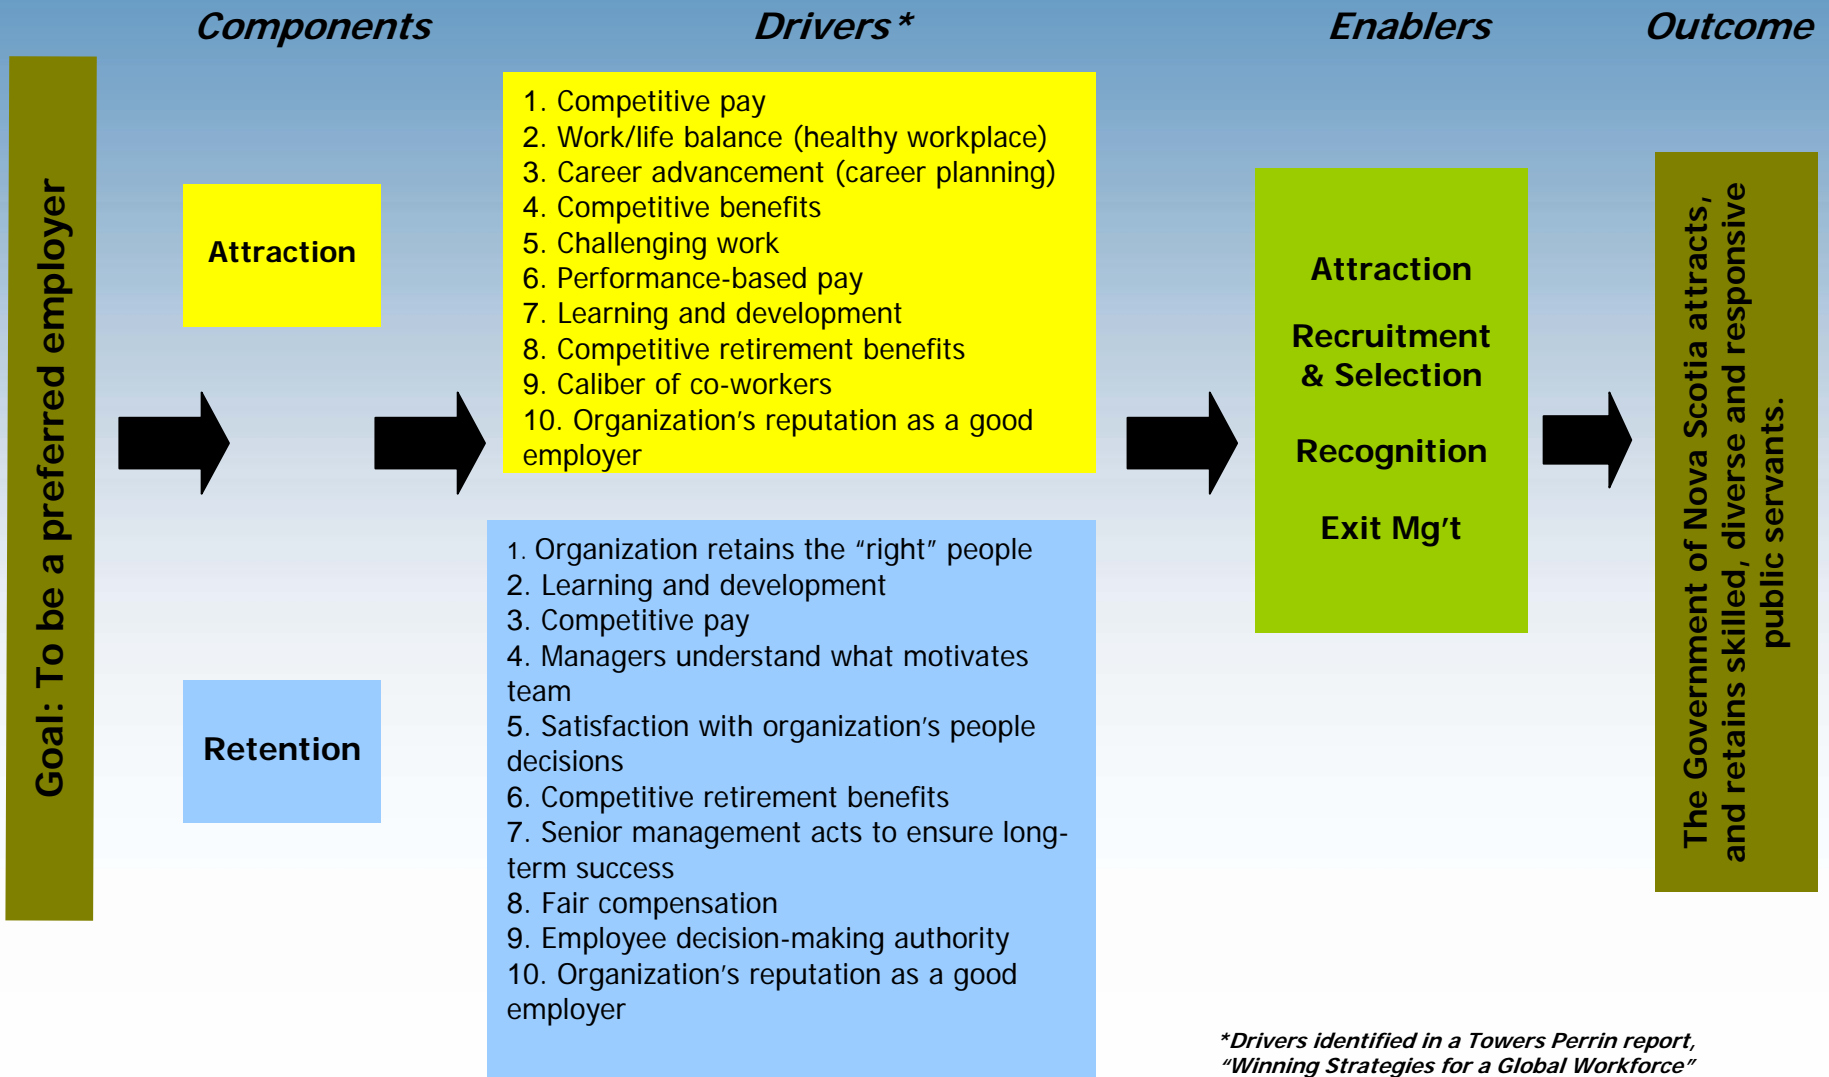 Components
Drivers*
Enablers
Outcome
Goal: To be a preferred employer
Attraction
1. Competitive pay
2. Work/life balance (healthy workplace)
3. Career advancement (career planning)
4. Competitive benefits
5. Challenging work
6. Performance-based pay
7. Learning and development
8. Competitive retirement benefits
9. Caliber of co-workers
10. Organization's reputation as a good
employer
Retention
1. Organization retains the “right” people
2. Learning and development
3. Competitive pay
4. Managers understand what motivates
team
5. Satisfaction with organization's people
decisions
6. Competitive retirement benefits
7. Senior management acts to ensure long-
term success
8. Fair compensation
9. Employee decision-making authority
10. Organization's reputation as a good
employer
Attraction
Recruitment
& Selection
Recognition
Exit Mg't
The Government of Nova Scotia attracts,
and retains skilled, diverse and responsive
public servants.
*Drivers identified in a Towers Perrin report,
“Winning Strategies for a Global Workforce”